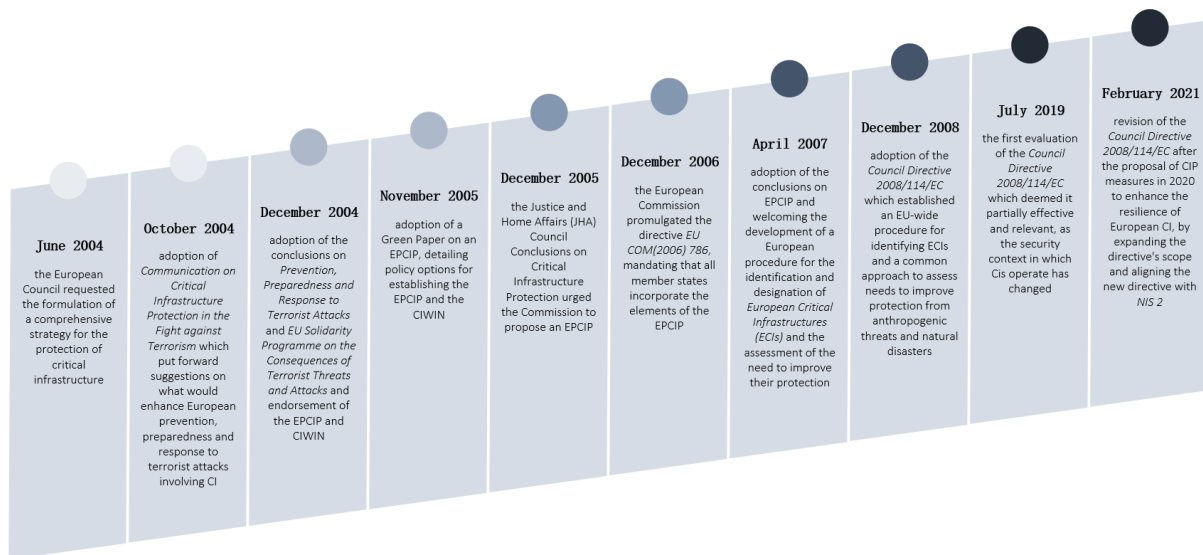 June 2004
the European
Council requested
the formulation of
a comprehensive
strategy for the
protection of
critical
infrastructure
October 2004
adoption of
Communication on
Critical
Infrastructure
Protection in the
Fight against
Terrorism which
put forward
suggestions on
what would
enhance European
prevention,
preparedness and
response to
terrorist attacks
involving CI
December 2004
adoption of the
conclusions on
Prevention,
Preparedness and
Response to
Terrorist Attacks
and EU Solidarity
Programme on the
Consequences of
Terrorist Threats
and Attacks and
endorsement of
the EPCIP and
CIWIN
November 2005
adoption of a
Green Paper on an
EPCIP, detailing
policy options for
establishing the
EPCIP and the
CIWIN
December 2005
the Justice and
Home Affairs (JHA)
Council
Conclusions on
Critical
Infrastructure
Protection urged
the Commission to
propose an EPCIP
December 2006
the European
Commission
promulgated the
directive EU
COM(2006) 786,
mandating that all
member states
incorporate the
elements of the
EPCIP
April 2007
adoption of the
conclusions on
EPCIP and
welcoming the
development of a
European
procedure for the
identification and
designation of
European Critical
Infrastructures
(ECIs) and the
assessment of the
need to improve
their protection
December 2008
adoption of the
Council Directive
2008/114/EC
which established
an EU-wide
procedure for
identifying ECIs
and a common
approach to assess
needs to improve
protection from
anthropogenic
threats and natural
disasters
July 2019
the first evaluation
of the Council
Directive
2008/114/EC
which deemed it
partially effective
and relevant, as
the security
context in which
Cis operate has
changed
February 2021
revision of the
Council Directive
2008/114/EC after
the proposal of CIP
measures in 2020
to enhance the
resilience of
European CI, by
expanding the
directive's scope
and aligning the
new directive with
NIS 2